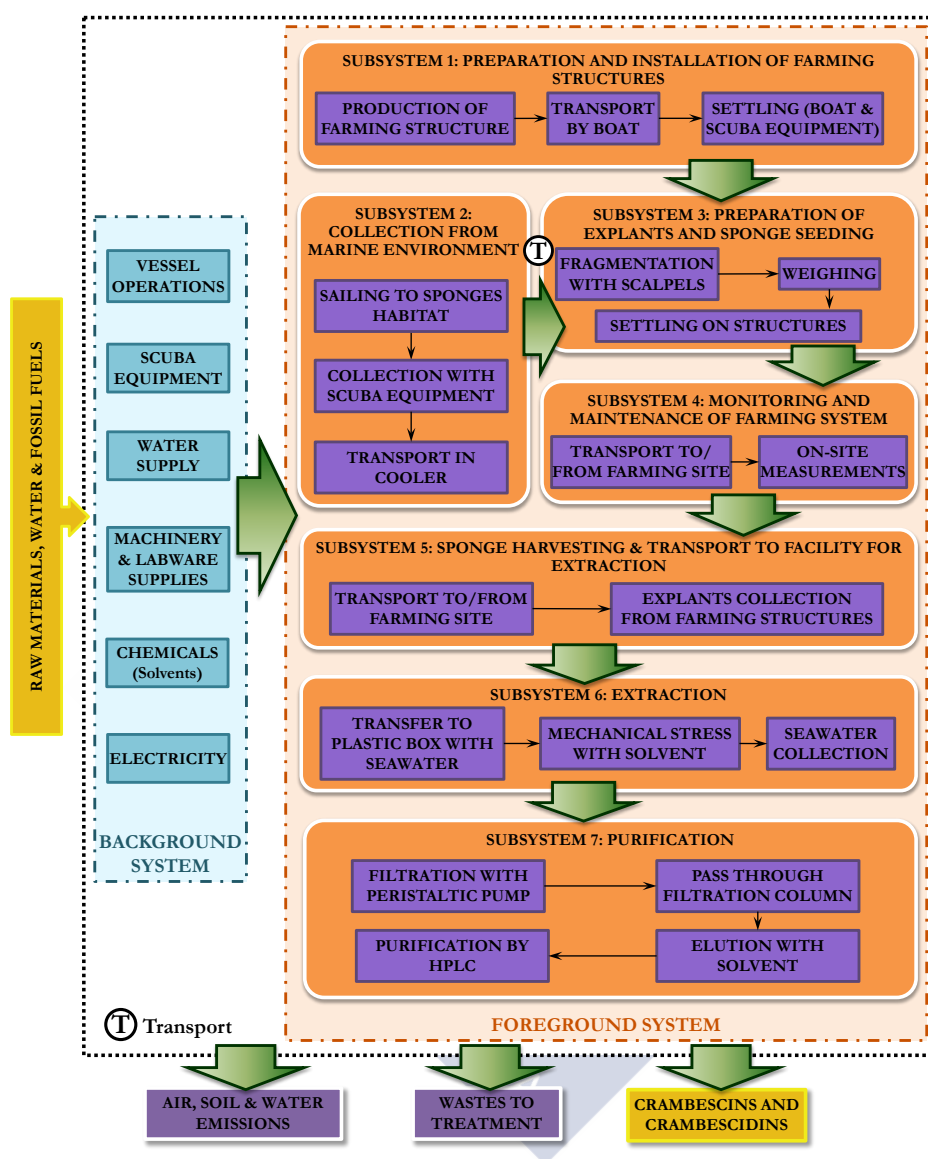 RAW MATERIALS, WATER & FOSSIL FUELS
VESSEL
OPERATIONS
SCUBA
EQUIPMENT
WATER
SUPPLY
MACHINERY
& LABWARE
SUPPLIES
CHEMICALS
(Solvents)
ELECTRICITY
BACKGROUND
SYSTEM
SUBSYSTEM 1: PREPARATION AND INSTALLATION OF FARMING
STRUCTURES
PRODUCTION OF
FARMING STRUCTURE
TRANSPORT
BY BOAT
SETTLING (BOAT &
SCUBA EQUIPMENT)
SUBSYSTEM 2:
COLLECTION FROM
MARINE ENVIRONMENT
SAILING TO SPONGES
HABITAT
COLLECTION WITH
SCUBA EQUIPMENT
TRANSPORT IN
COOLER
T
SUBSYSTEM 3: PREPARATION OF
EXPLANTS AND SPONGE SEEDING
FRAGMENTATION
WITH SCALPELS
WEIGHING
SETTLING ON STRUCTURES
SUBSYSTEM 4: MONITORING AND
MAINTENANCE OF FARMING SYSTEM
TRANSPORT TO/
FROM FARMING SITE
ON-SITE
MEASUREMENTS
SUBSYSTEM 5: SPONGE HARVESTING & TRANSPORT TO FACILITY FOR
EXTRACTION
TRANSPORT TO/FROM
FARMING SITE
EXPLANTS COLLECTION
FROM FARMING STRUCTURES
SUBSYSTEM 6: EXTRACTION
TRANSFER TO
PLASTIC BOX WITH
SEAWATER
MECHANICAL STRESS
WITH SOLVENT
SEAWATER
COLLECTION
SUBSYSTEM 7: PURIFICATION
FILTRATION WITH
PERISTALTIC PUMP
PASS THROUGH
FILTRATION COLUMN
PURIFICATION BY
HPLC
ELUTION WITH
SOLVENT
T Transport
FOREGROUND SYSTEM
AIR, SOIL & WATER
EMISSIONS
WASTES TO
TREATMENT
CRAMBESCINS AND
CRAMBESCIDINS